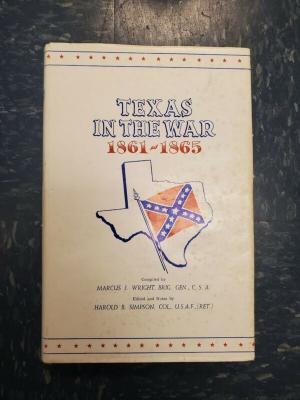 TEXAS
IN THE WAR
1861-1865
Compiled by
MARCUS J. WRIGHT, BRIG. GEN., C. S. A.
Edited and Notes by
HAROLD B. SIMPSON, COL., U.S.A.F., (RET.)